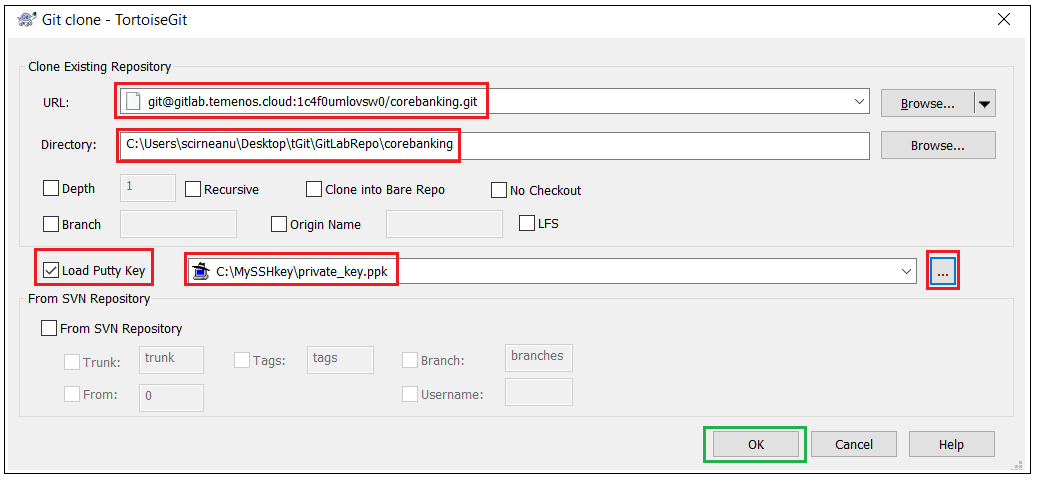 Git clone - TortoiseGit
Clone Existing Repository
URL: git@gitlab.temenos.cloud:1c4f0umlovsw0/corebanking.git Browse...
Directory: C:\Users\scirneanu\Desktop\tGit\GitLabRepo\corebanking Browse...
Depth 1 Recursive Clone into Bare Repo No Checkout
Branch Origin Name LFS
Load Putty Key C:\MySSHkey\private_key.ppk ...
From SVN Repository
From SVN Repository
Trunk: trunk Tags: tags Branch: branches
From: 0 Username:
OK Cancel Help